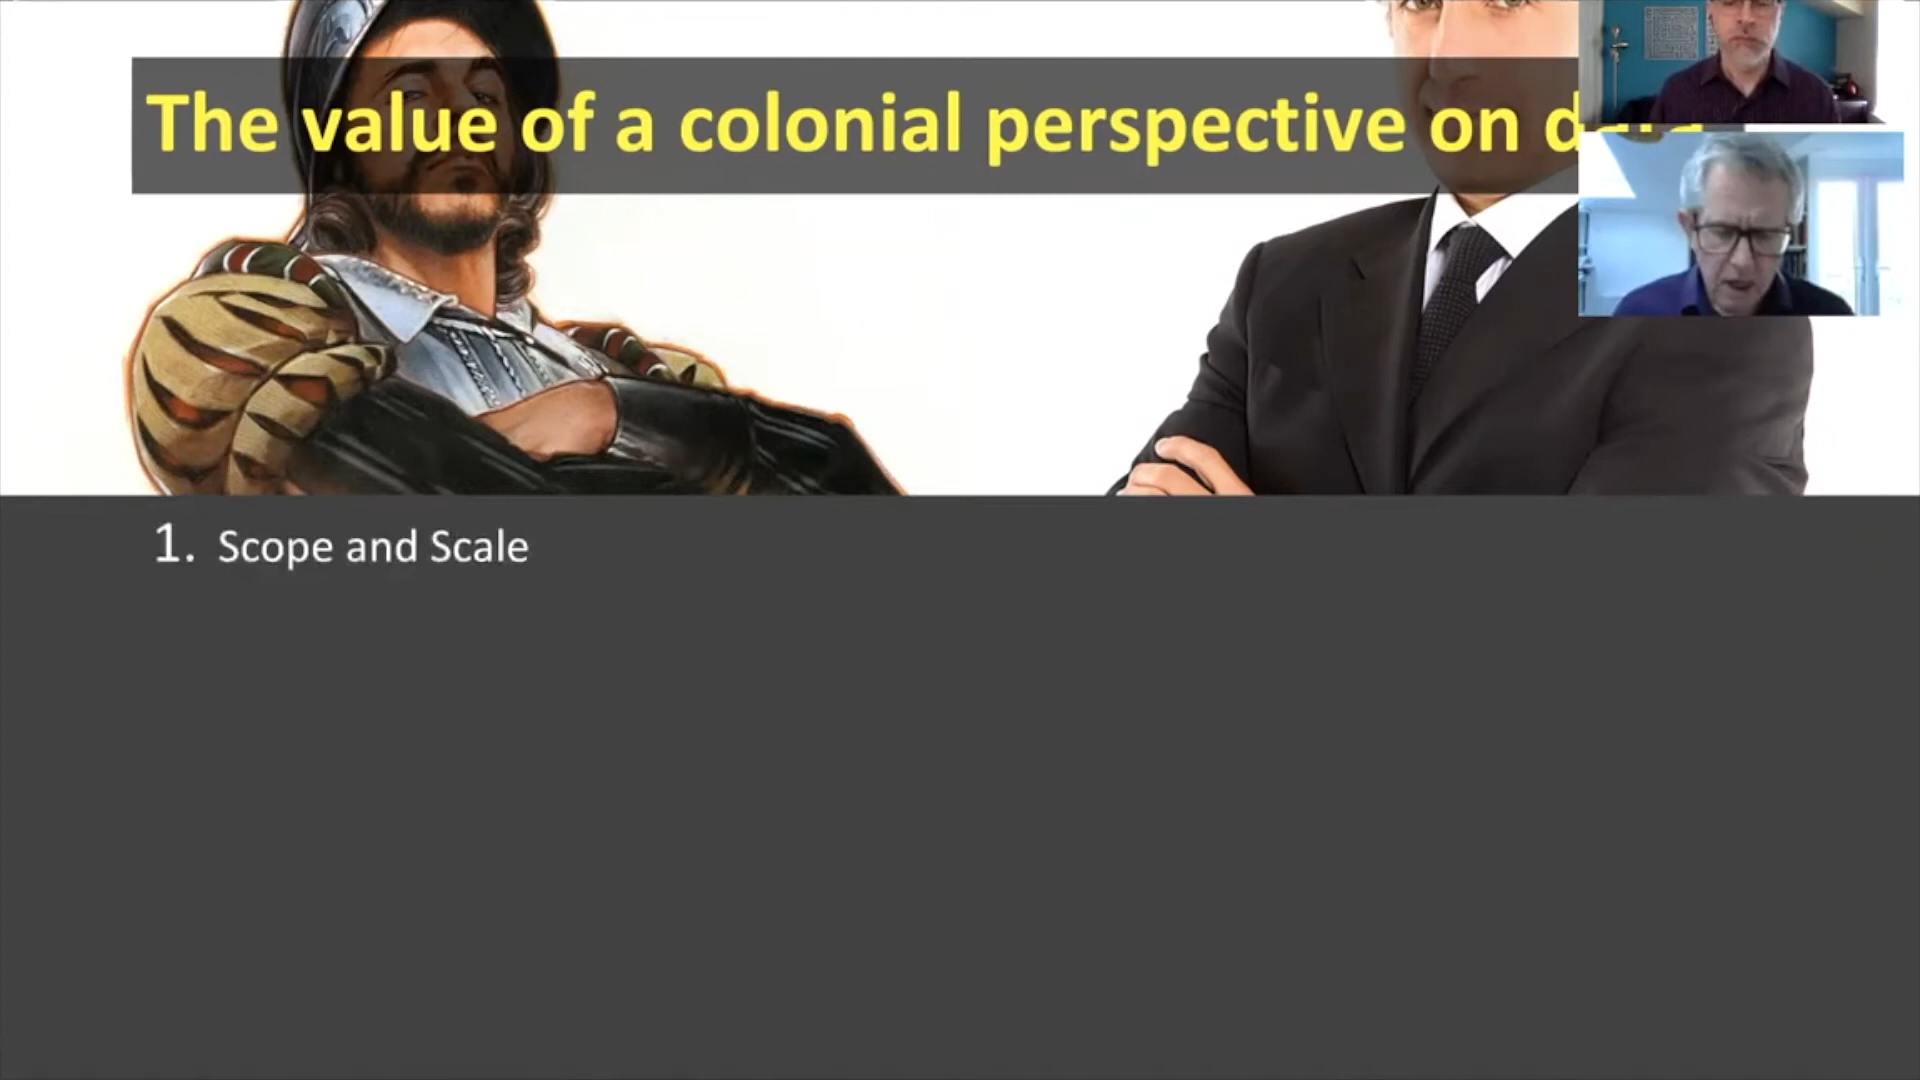 The value of a colonial perspective on
1. Scope and Scale